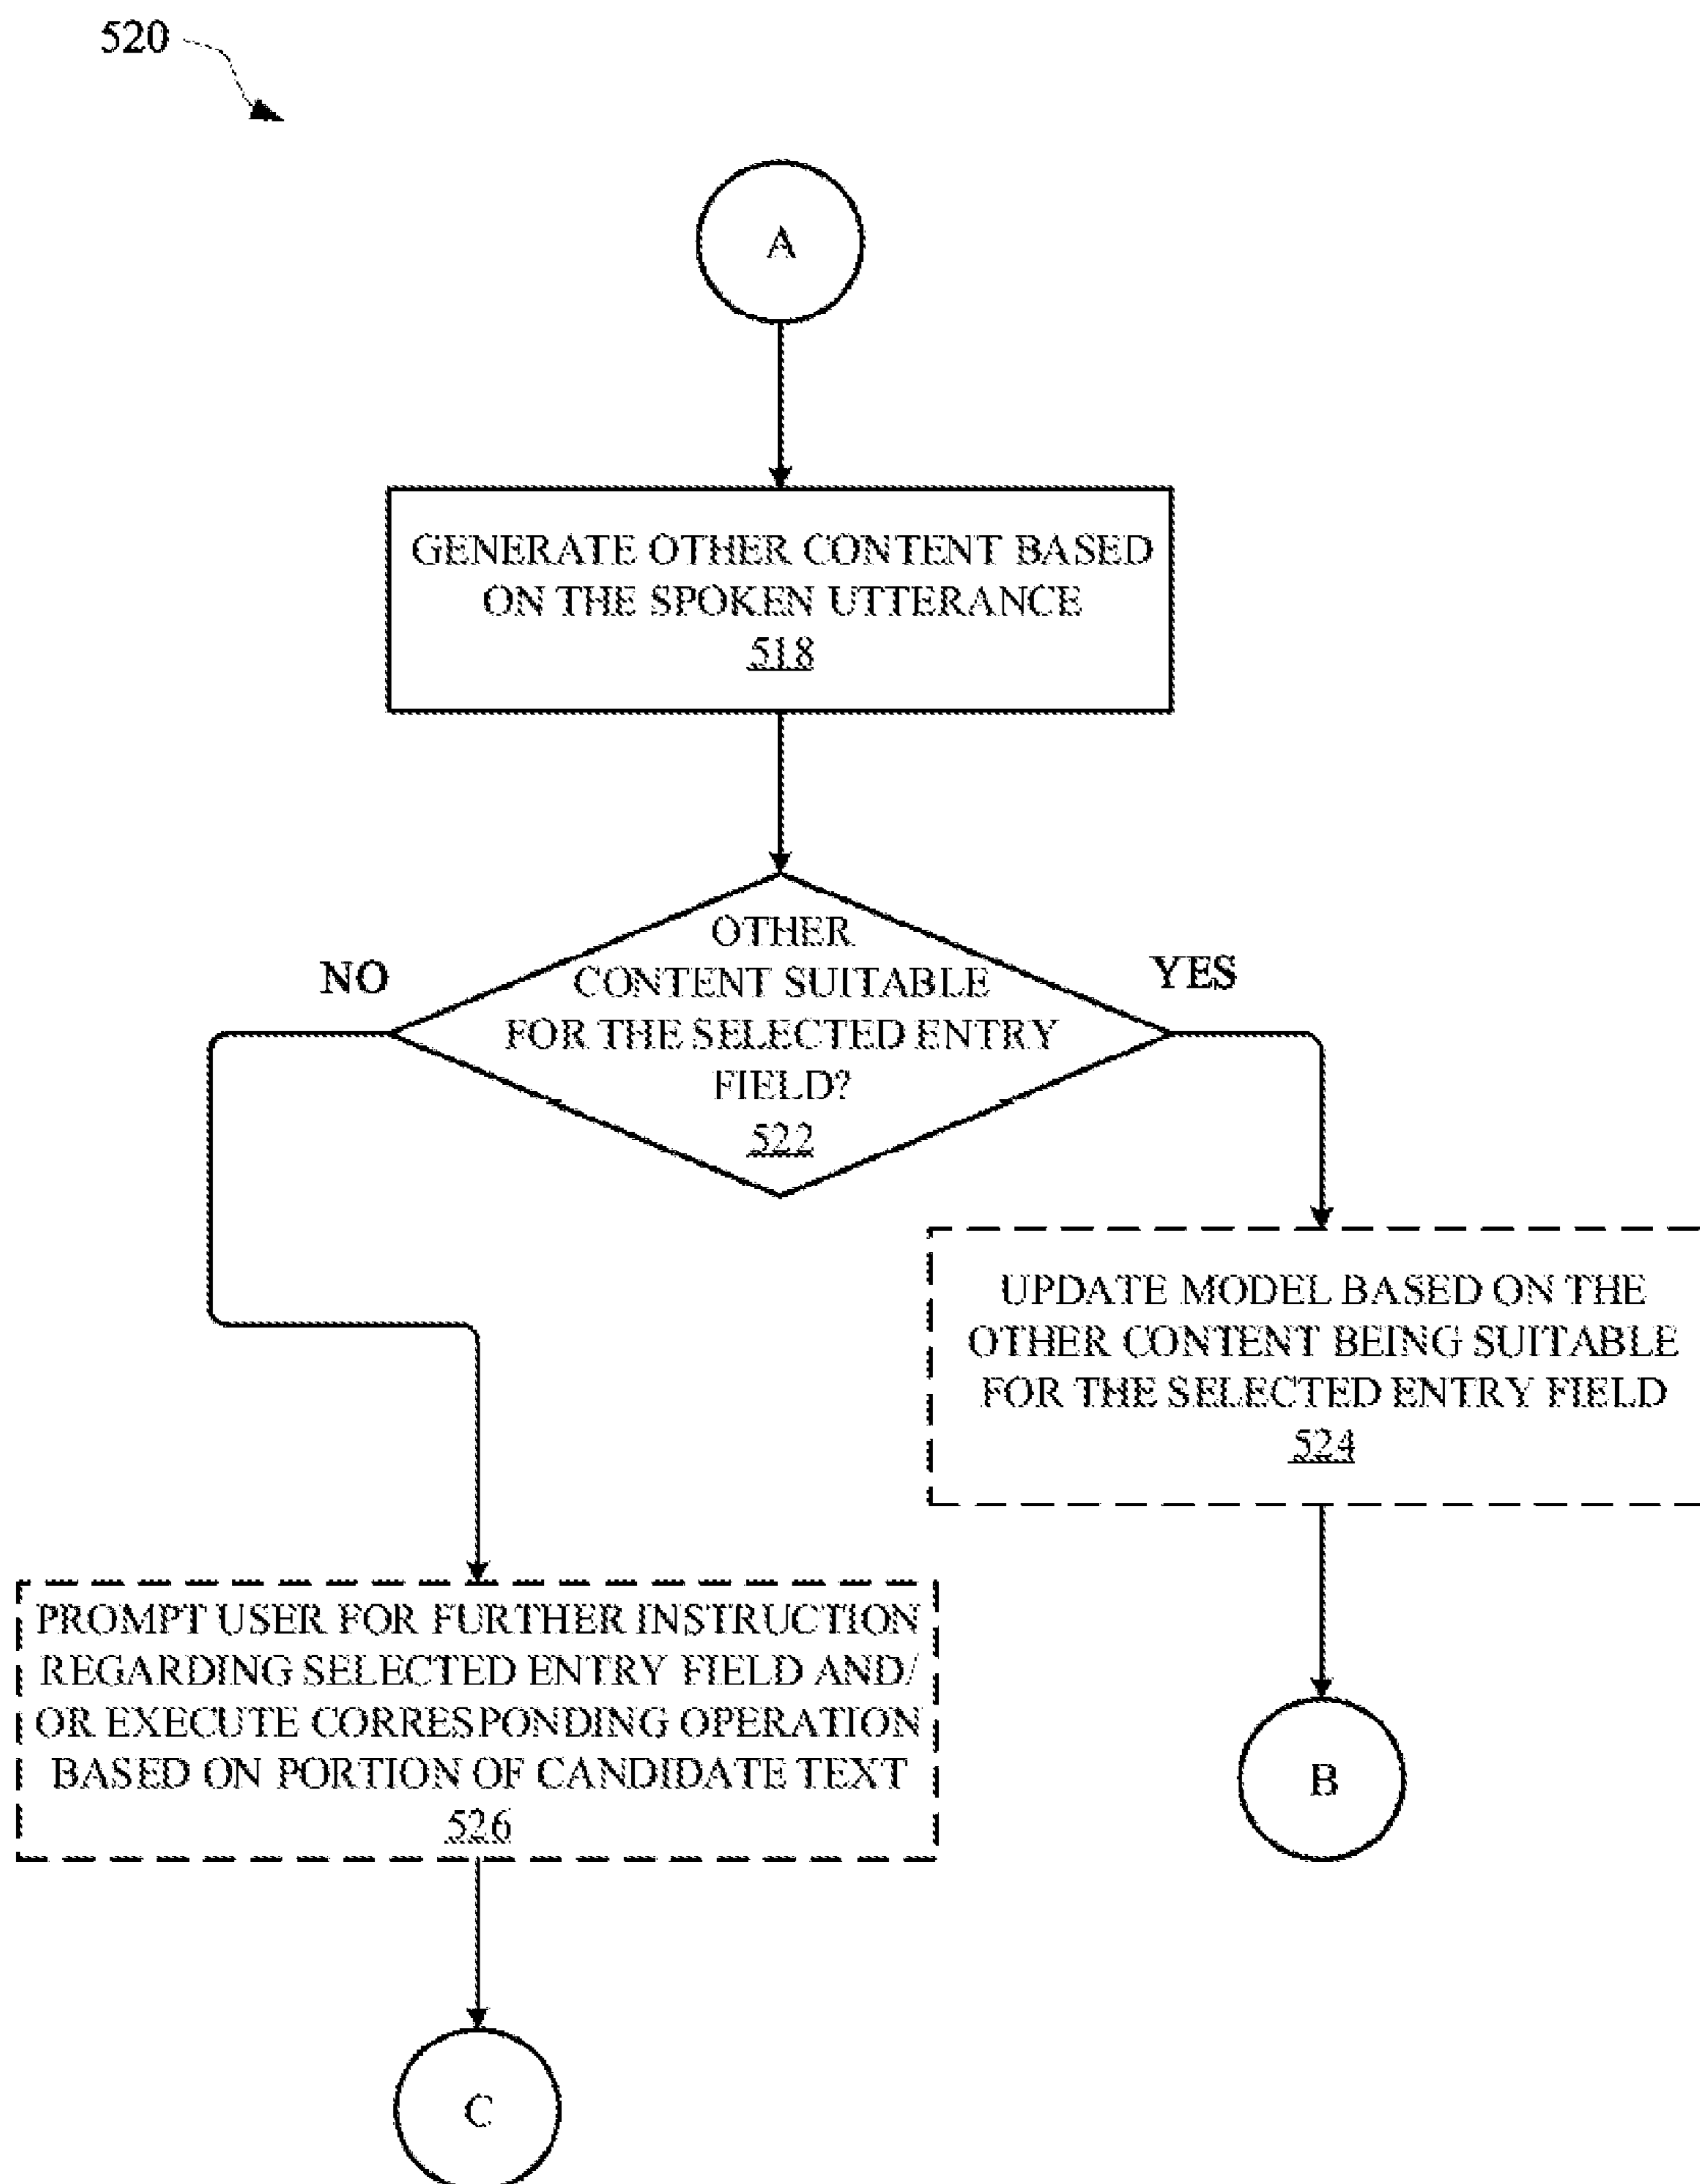 520
A
GENERATE OTHER CONTENT BASED
ON THE SPOKEN UTTERANCE
518
OTHER
CONTENT SUITABLE
FOR THE SELECTED ENTRY
FIELD?
522
NO
YES
UPDATE MODEL BASED ON THE
OTHER CONTENT BEING SUITABLE
FOR THE SELECTED ENTRY FIELD
524
PROMPT USER FOR FURTHER INSTRUCTION
REGARDING SELECTED ENTRY FIELD AND/
OR EXECUTE CORRESPONDING OPERATION
BASED ON PORTION OF CANDIDATE TEXT
526
B
C